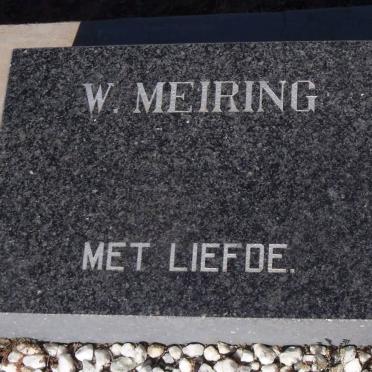 W. MEIRING
MET LIEFDE.